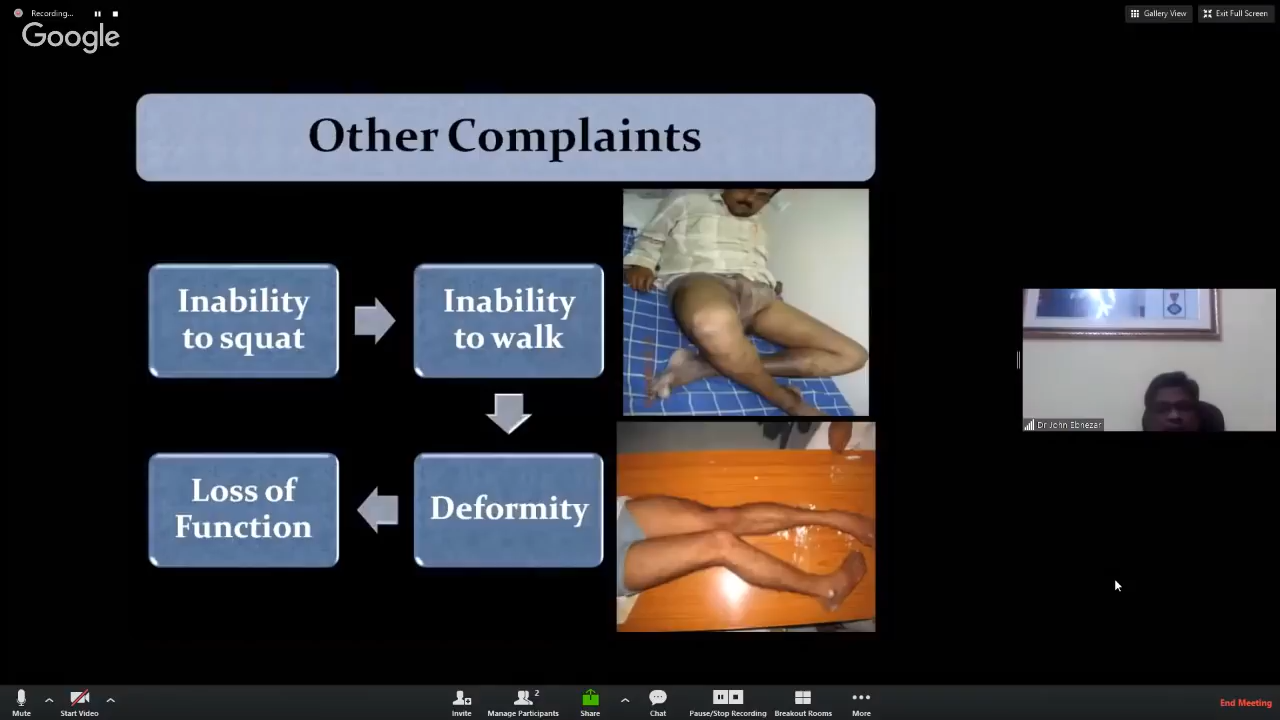 Recording...
Gallery View
Exit Full Screen
Google
Other Complaints
Inability
to squat
Inability
to walk
Loss of
Function
Deformity
Dr John Ebnezar
Mute
Start Video
Invite
2
Manage Participants
Share
Chat
Pause/Stop Recording
Breakout Rooms
More
End Meeting